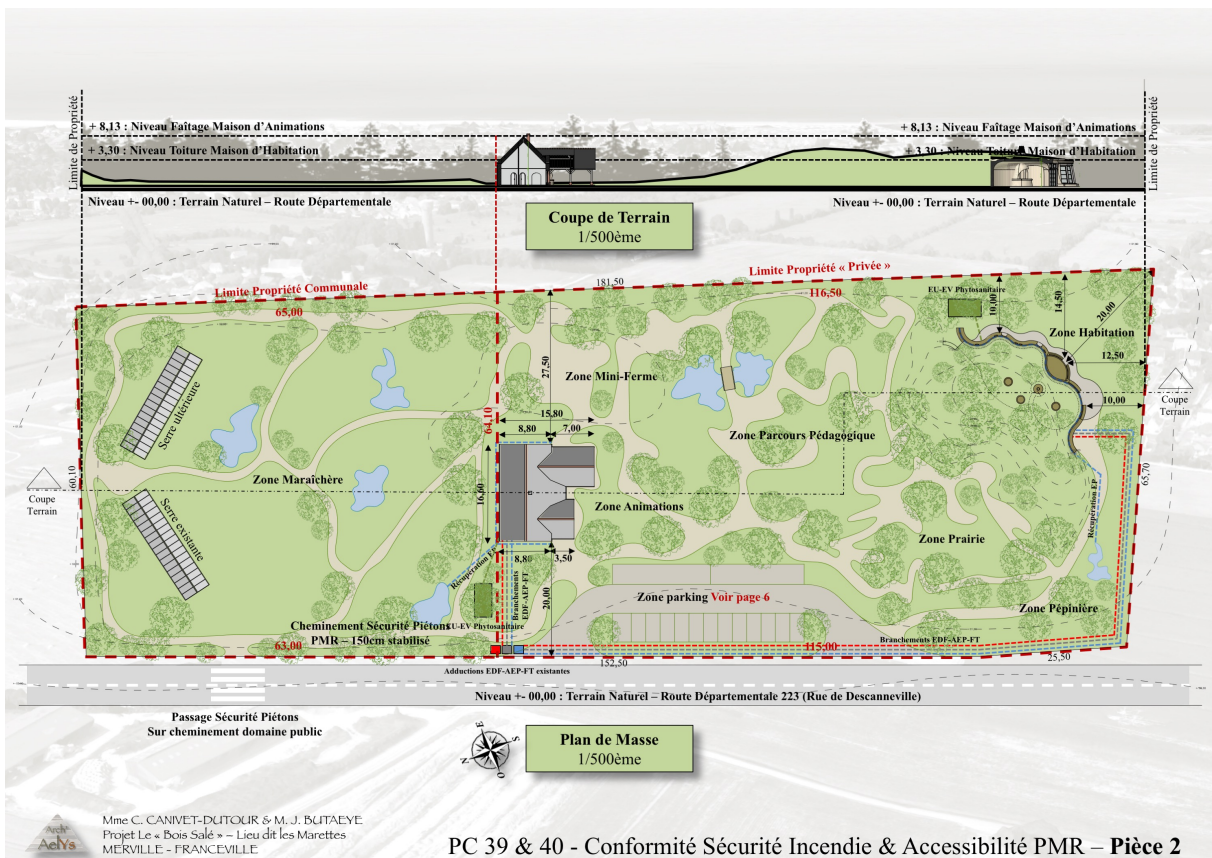 Limite de Propriété
+ 8,13 : Niveau Faîtage Maison d'Animations
+ 8,13 : Niveau Faîtage Maison d'Animations
+ 3,30 : Niveau Toiture Maison d'Habitation
+ 3,30 : Niveau Toiture Maison d'Habitation
Limite de Propriété
Niveau +- 00,00 : Terrain Naturel – Route Départementale
Niveau +- 00,00 : Terrain Naturel – Route Départementale
Coupe de Terrain
1/500ème
Limite Propriété Communale
65,00
181,50
Limite Propriété « Privée »
116,50
EU-EV Phytosanitaire
10,00
14,50
20,00
Zone Habitation
12,50
10,00
Coupe
Terrain
Serre ultérieure
27,50
Zone Mini-Ferme
15,80
8,80
7,00
64,10
16,60
Zone Parcours Pédagogique
Zone Maraîchère
60,10
Coupe
Terrain
65,70
Serre existante
Zone Animations
Récupération EP
Zone Prairie
8,80
3,50
Récupération EP
Branchements
EDF-AEP-FT
20,00
Zone parking Voir page 6
Zone Pépinière
EU-EV Phytosanitaire
Cheminement Sécurité Piétons
PMR – 150cm stabilisé
63,00
115,00
Branchements EDF-AEP-FT
152,50
25,50
Adductions EDF-AEP-FT existantes
Niveau +- 00,00 : Terrain Naturel – Route Départementale 223 (Rue de Descanneville)
Passage Sécurité Piétons
Sur cheminement domaine public
N
E
S
O
Plan de Masse
1/500ème
Arch'
AelYs
Mme C. CANIVET-DUTOUR & M. J. BUTAEYE
Projet Le « Bois Salé » – Lieu dit les Marettes
MERVILLE - FRANCEVILLE
PC 39 & 40 - Conformité Sécurité Incendie & Accessibilité PMR – Pièce 2